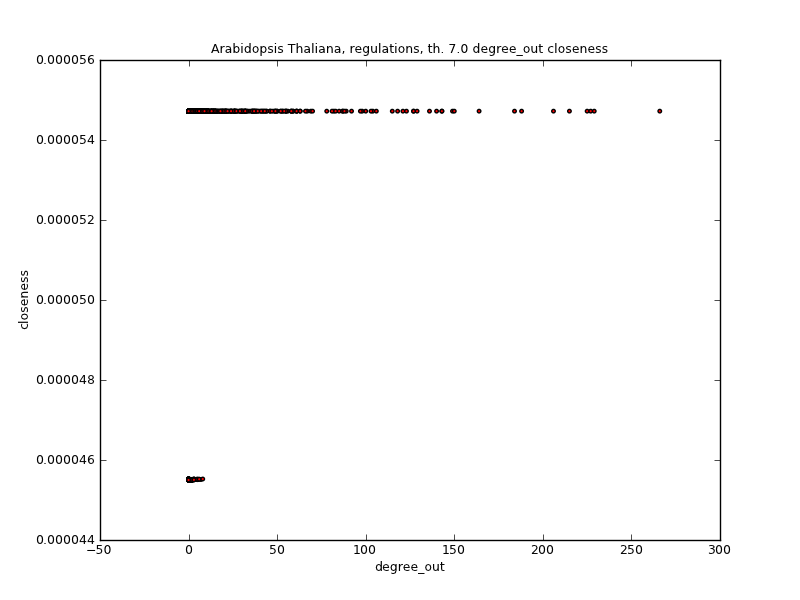 Arabidopsis Thaliana, regulations, th. 7.0 degree_out closeness
0.000056
0.000054
0.000052
0.000050
0.000048
0.000046
0.000044
closeness
−50 0 50 100 150 200 250 300
degree_out